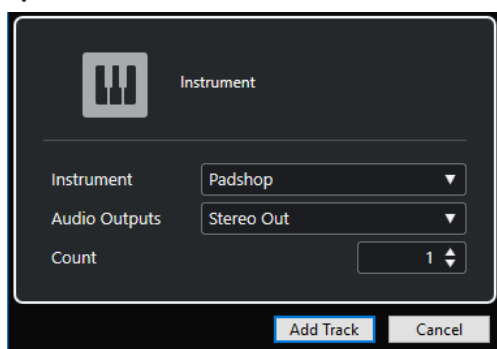 Instrument
Instrument Padshop
Audio Outputs Stereo Out
Count 1
Add Track Cancel